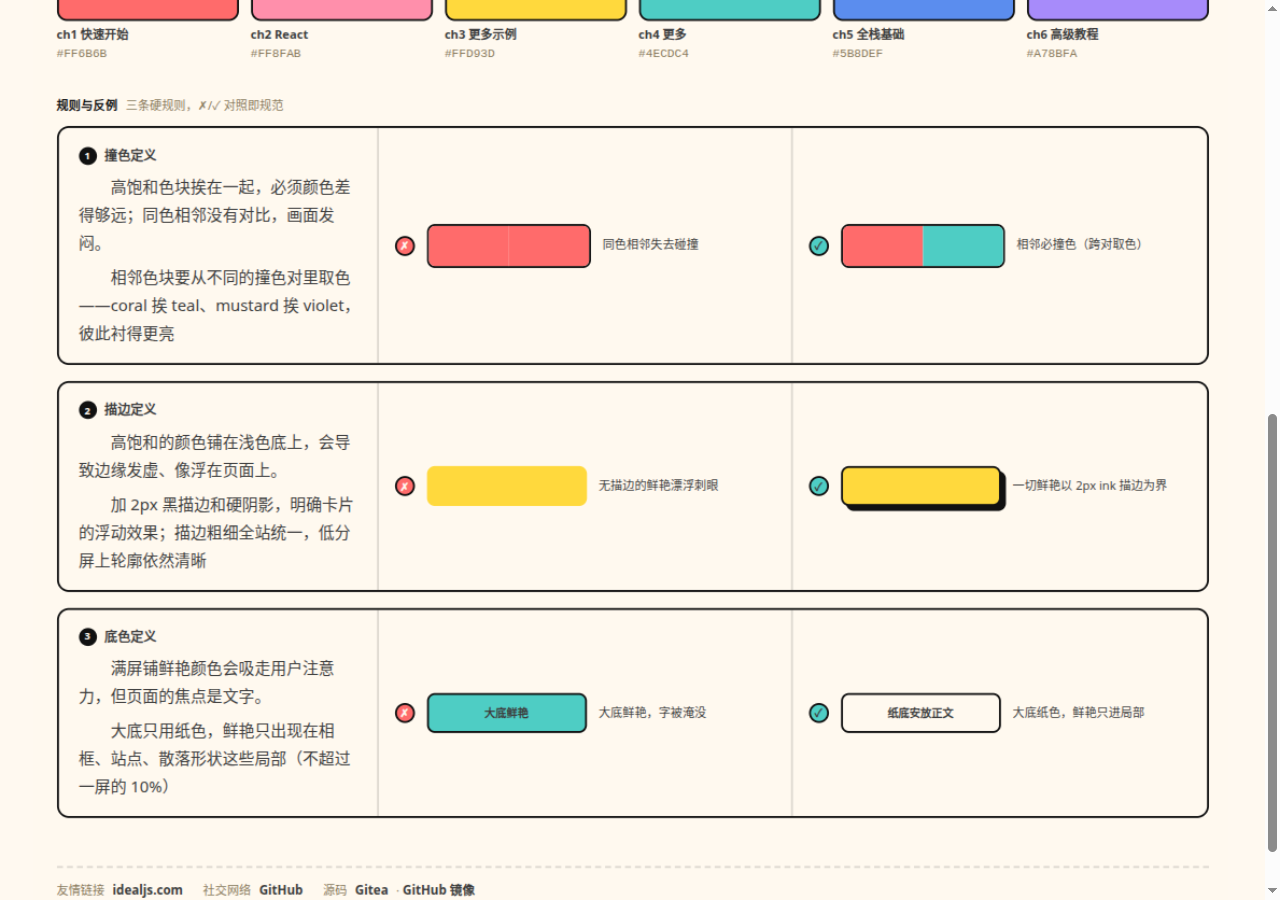 ch1 快速开始
#FF6B6B
ch2 React
#FF8FAB
ch3 更多示例
#FFD93D
ch4 更多
#4ECDC4
ch5 全栈基础
#5B8DEF
ch6 高级教程
#A78BFA
规则与反例 三条硬规则，✗/✓ 对照即规范
1 撞色定义
高饱和色块挨在一起，必须颜色差
得够远；同色相邻没有对比，画面发
闷。
相邻色块要从不同的撞色对里取色
——coral 挨 teal、mustard 挨 violet，
彼此衬得更亮
✗ 同色相邻失去碰撞
✓ 相邻必撞色（跨对取色）
2 描边定义
高饱和的颜色铺在浅色底上，会导
致边缘发虚、像浮在页面上。
加 2px 黑描边和硬阴影，明确卡片
的浮动效果；描边粗细全站统一，低分
屏上轮廓依然清晰
✗ 无描边的鲜艳漂浮刺眼
✓ 一切鲜艳以 2px ink 描边为界
3 底色定义
满屏铺鲜艳颜色会吸走用户注意
力，但页面的焦点是文字。
大底只用纸色，鲜艳只出现在相
框、站点、散落形状这些局部（不超过
一屏的 10%）
✗ 大底鲜艳 大底鲜艳，字被淹没
✓ 纸底安放正文 大底纸色，鲜艳只进局部
友情链接 idealjs.com 社交网络 GitHub 源码 Gitea · GitHub 镜像